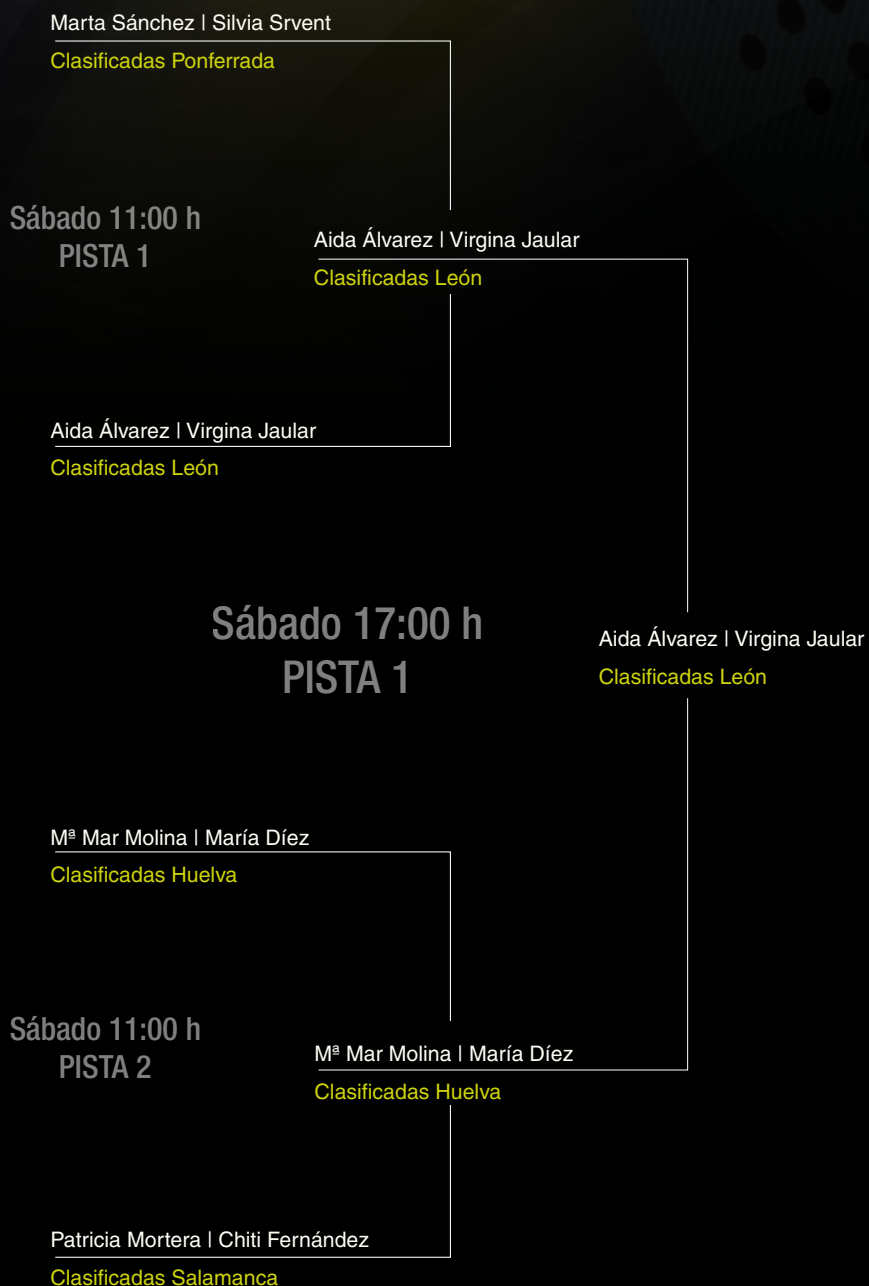 Marta Sánchez | Silvia Srvent
Clasificadas Ponferrada
Sábado 11:00 h
PISTA 1
Aida Álvarez | Virgina Jaular
Clasificadas León
Aida Álvarez | Virgina Jaular
Clasificadas León
Sábado 17:00 h
PISTA 1
Aida Álvarez | Virgina Jaular
Clasificadas León
Mª Mar Molina | María Díez
Clasificadas Huelva
Sábado 11:00 h
PISTA 2
Mª Mar Molina | María Díez
Clasificadas Huelva
Patricia Mortera | Chiti Fernández
Clasificadas Salamanca